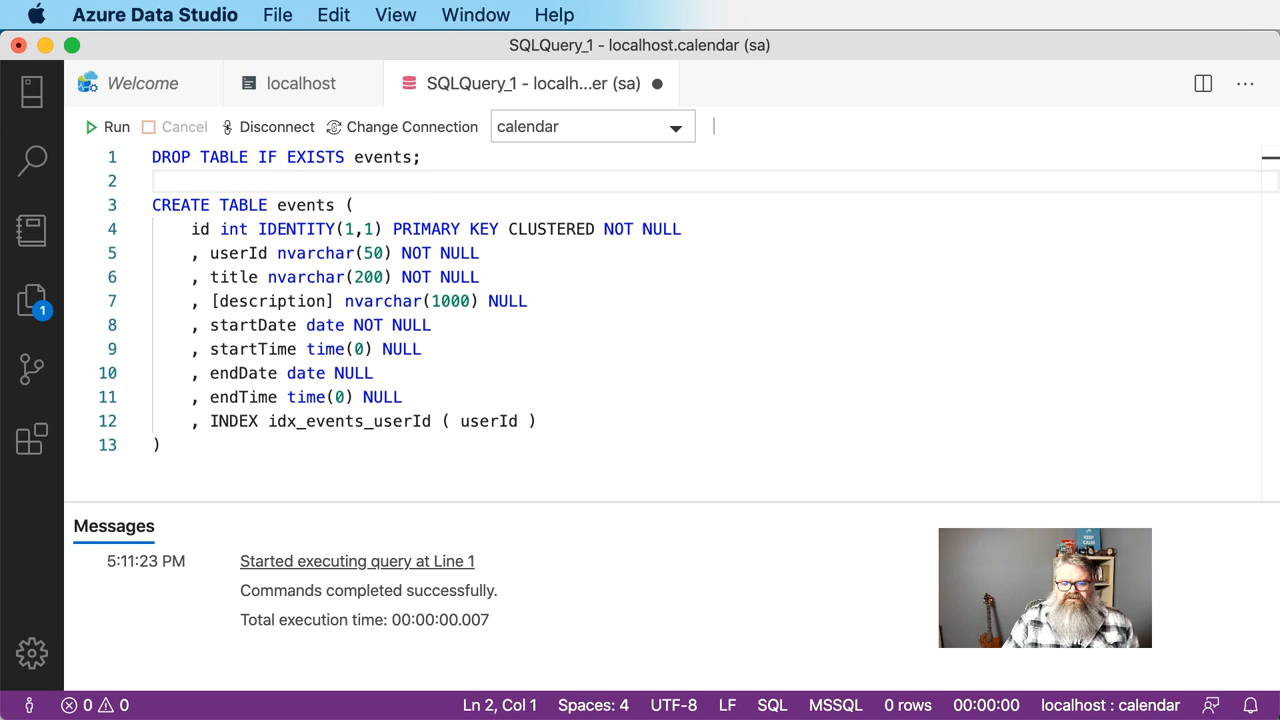 Azure Data Studio File Edit View Window Help
SQLQuery_1 - localhost.calendar (sa)
Welcome localhost SQLQuery_1 - localh...er (sa)
Run Cancel Disconnect Change Connection calendar
1 DROP TABLE IF EXISTS events;
2
3 CREATE TABLE events (
4 id int IDENTITY(1,1) PRIMARY KEY CLUSTERED NOT NULL
5 , userId nvarchar(50) NOT NULL
6 , title nvarchar(200) NOT NULL
7 , [description] nvarchar(1000) NULL
8 , startDate date NOT NULL
9 , startTime time(0) NULL
10 , endDate date NULL
11 , endTime time(0) NULL
12 , INDEX idx_events_userId ( userId )
13 )
1
Messages
5:11:23 PM Started executing query at Line 1
Commands completed successfully.
Total execution time: 00:00:00.007
KEEP
CALM
0 0 Ln 2, Col 1 Spaces: 4 UTF-8 LF SQL MSSQL 0 rows 00:00:00 localhost : calendar